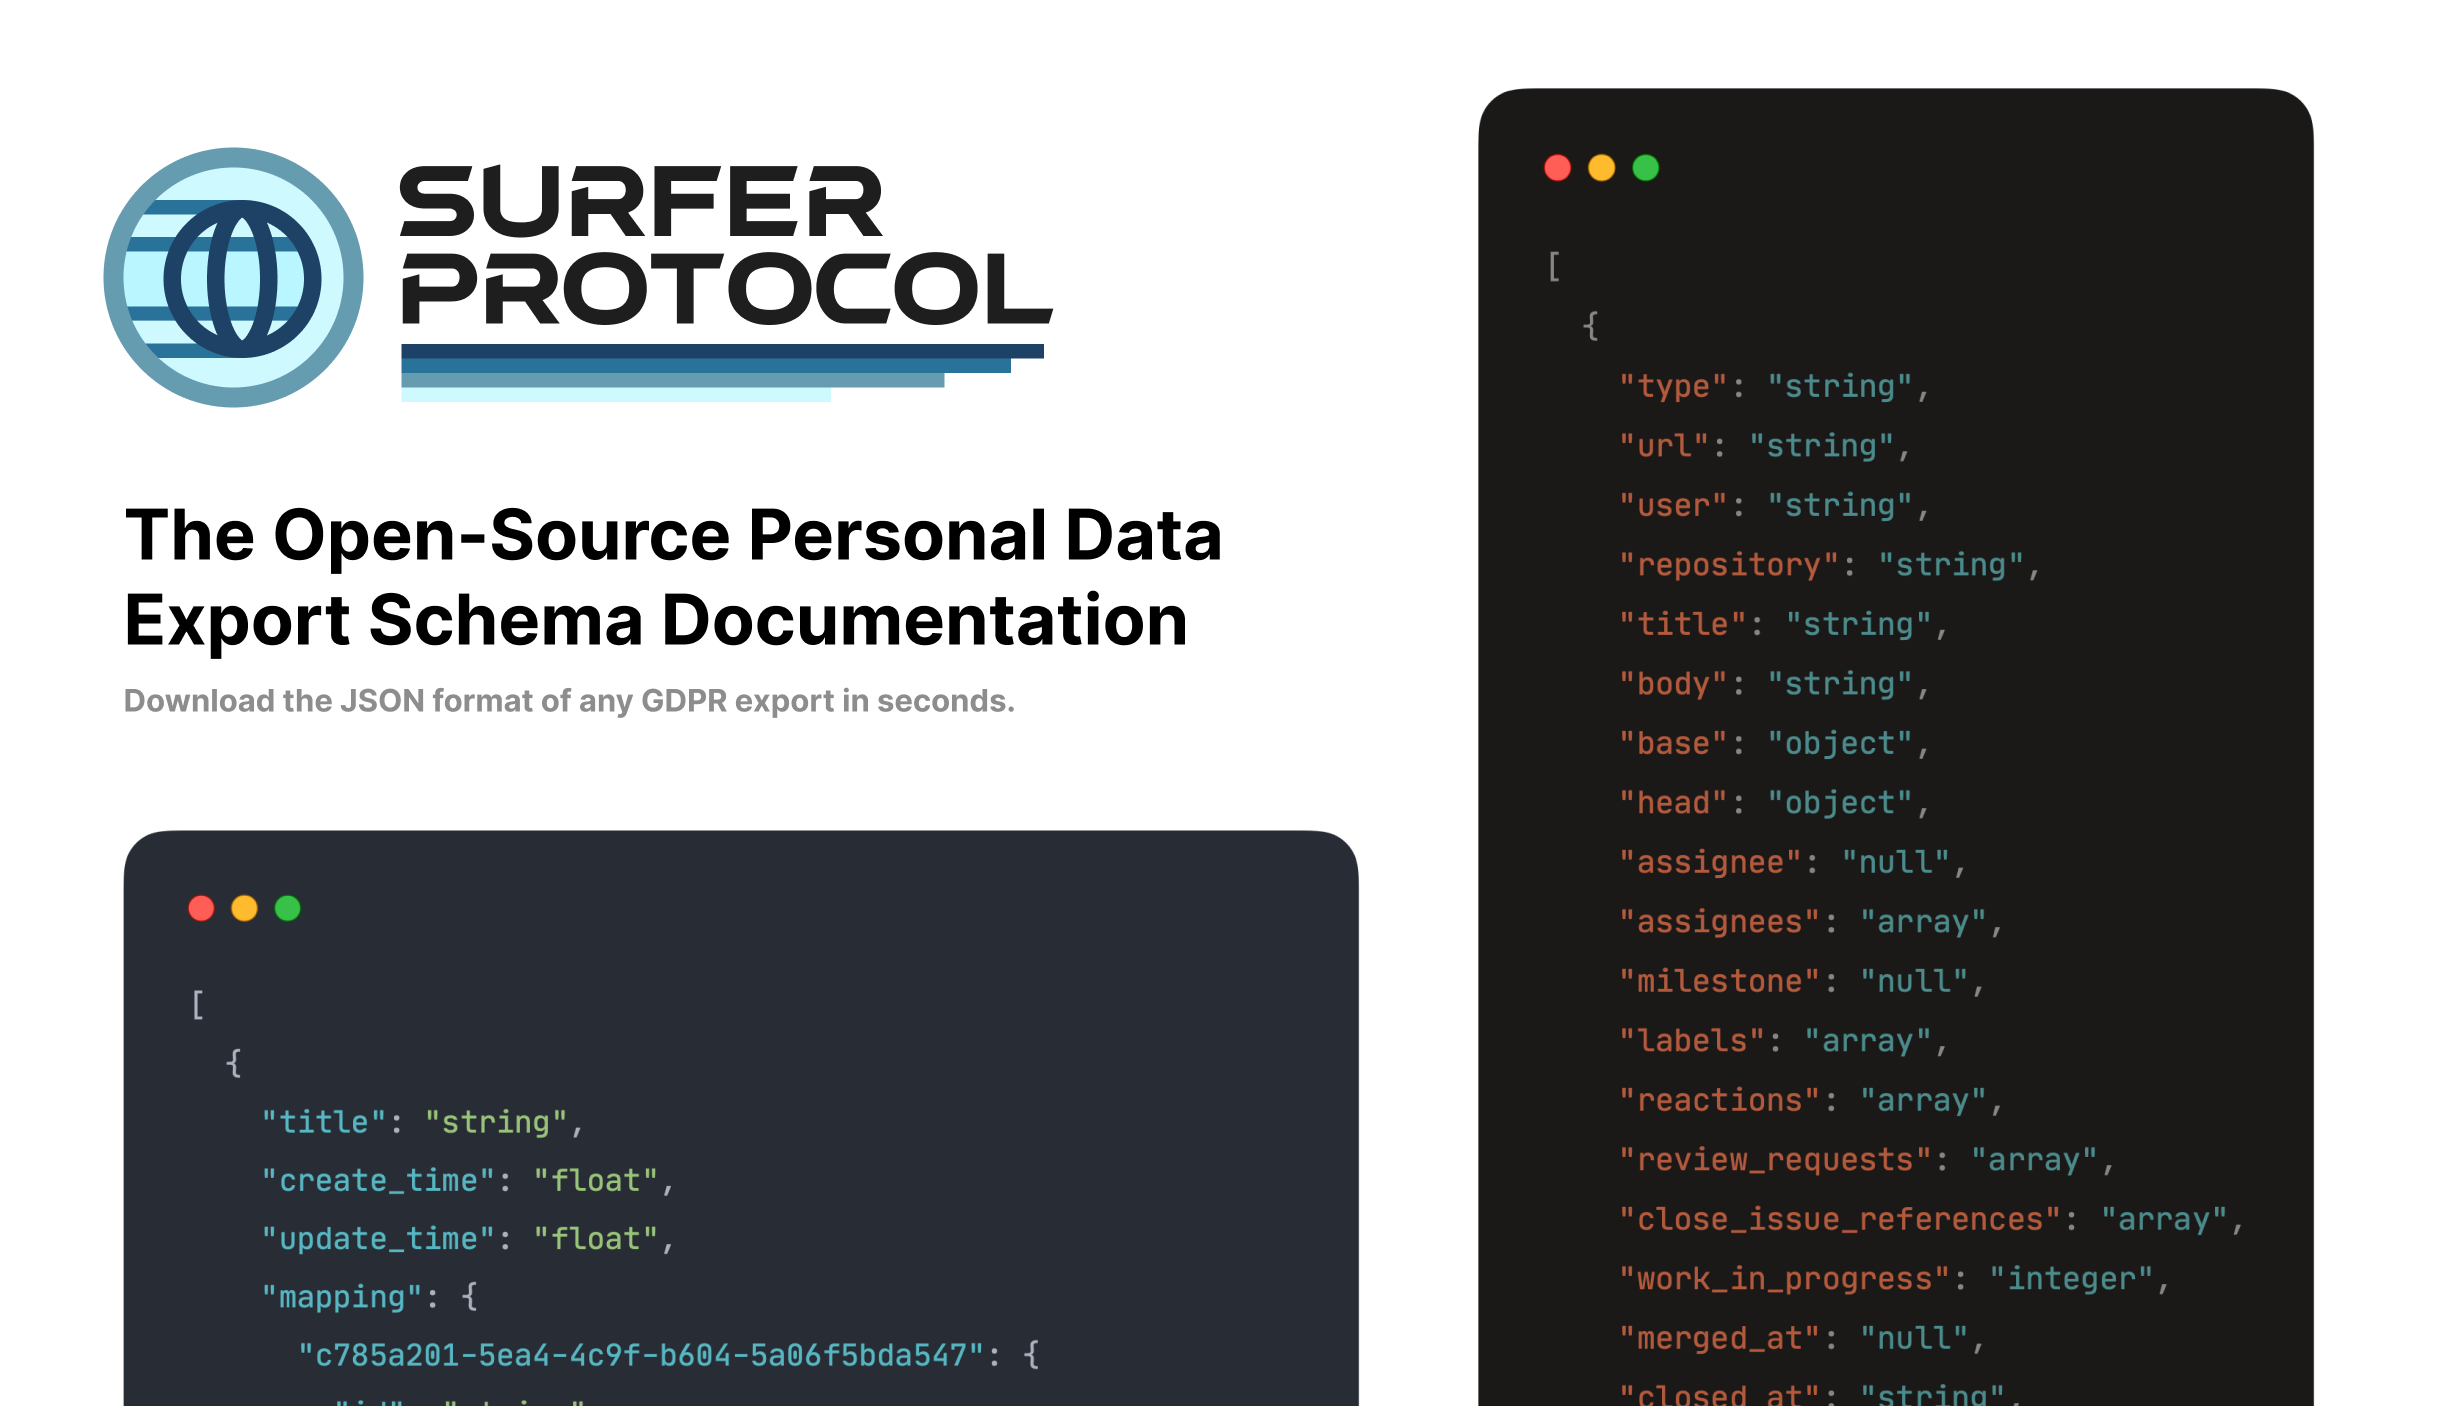 SURFER
PROTOCOL
The Open-Source Personal Data
Export Schema Documentation
Download the JSON format of any GDPR export in seconds.
[
{
"title": "string",
"create_time": "float",
"update_time": "float",
"mapping": {
"c785a201-5ea4-4c9f-b604-5a06f5bda547": {
[
{
"type": "string",
"url": "string",
"user": "string",
"repository": "string",
"title": "string",
"body": "string",
"base": "object",
"head": "object",
"assignee": "null",
"assignees": "array",
"milestone": "null",
"labels": "array",
"reactions": "array",
"review_requests": "array",
"close_issue_references": "array",
"work_in_progress": "integer",
"merged_at": "null",
"closed_at": "string",